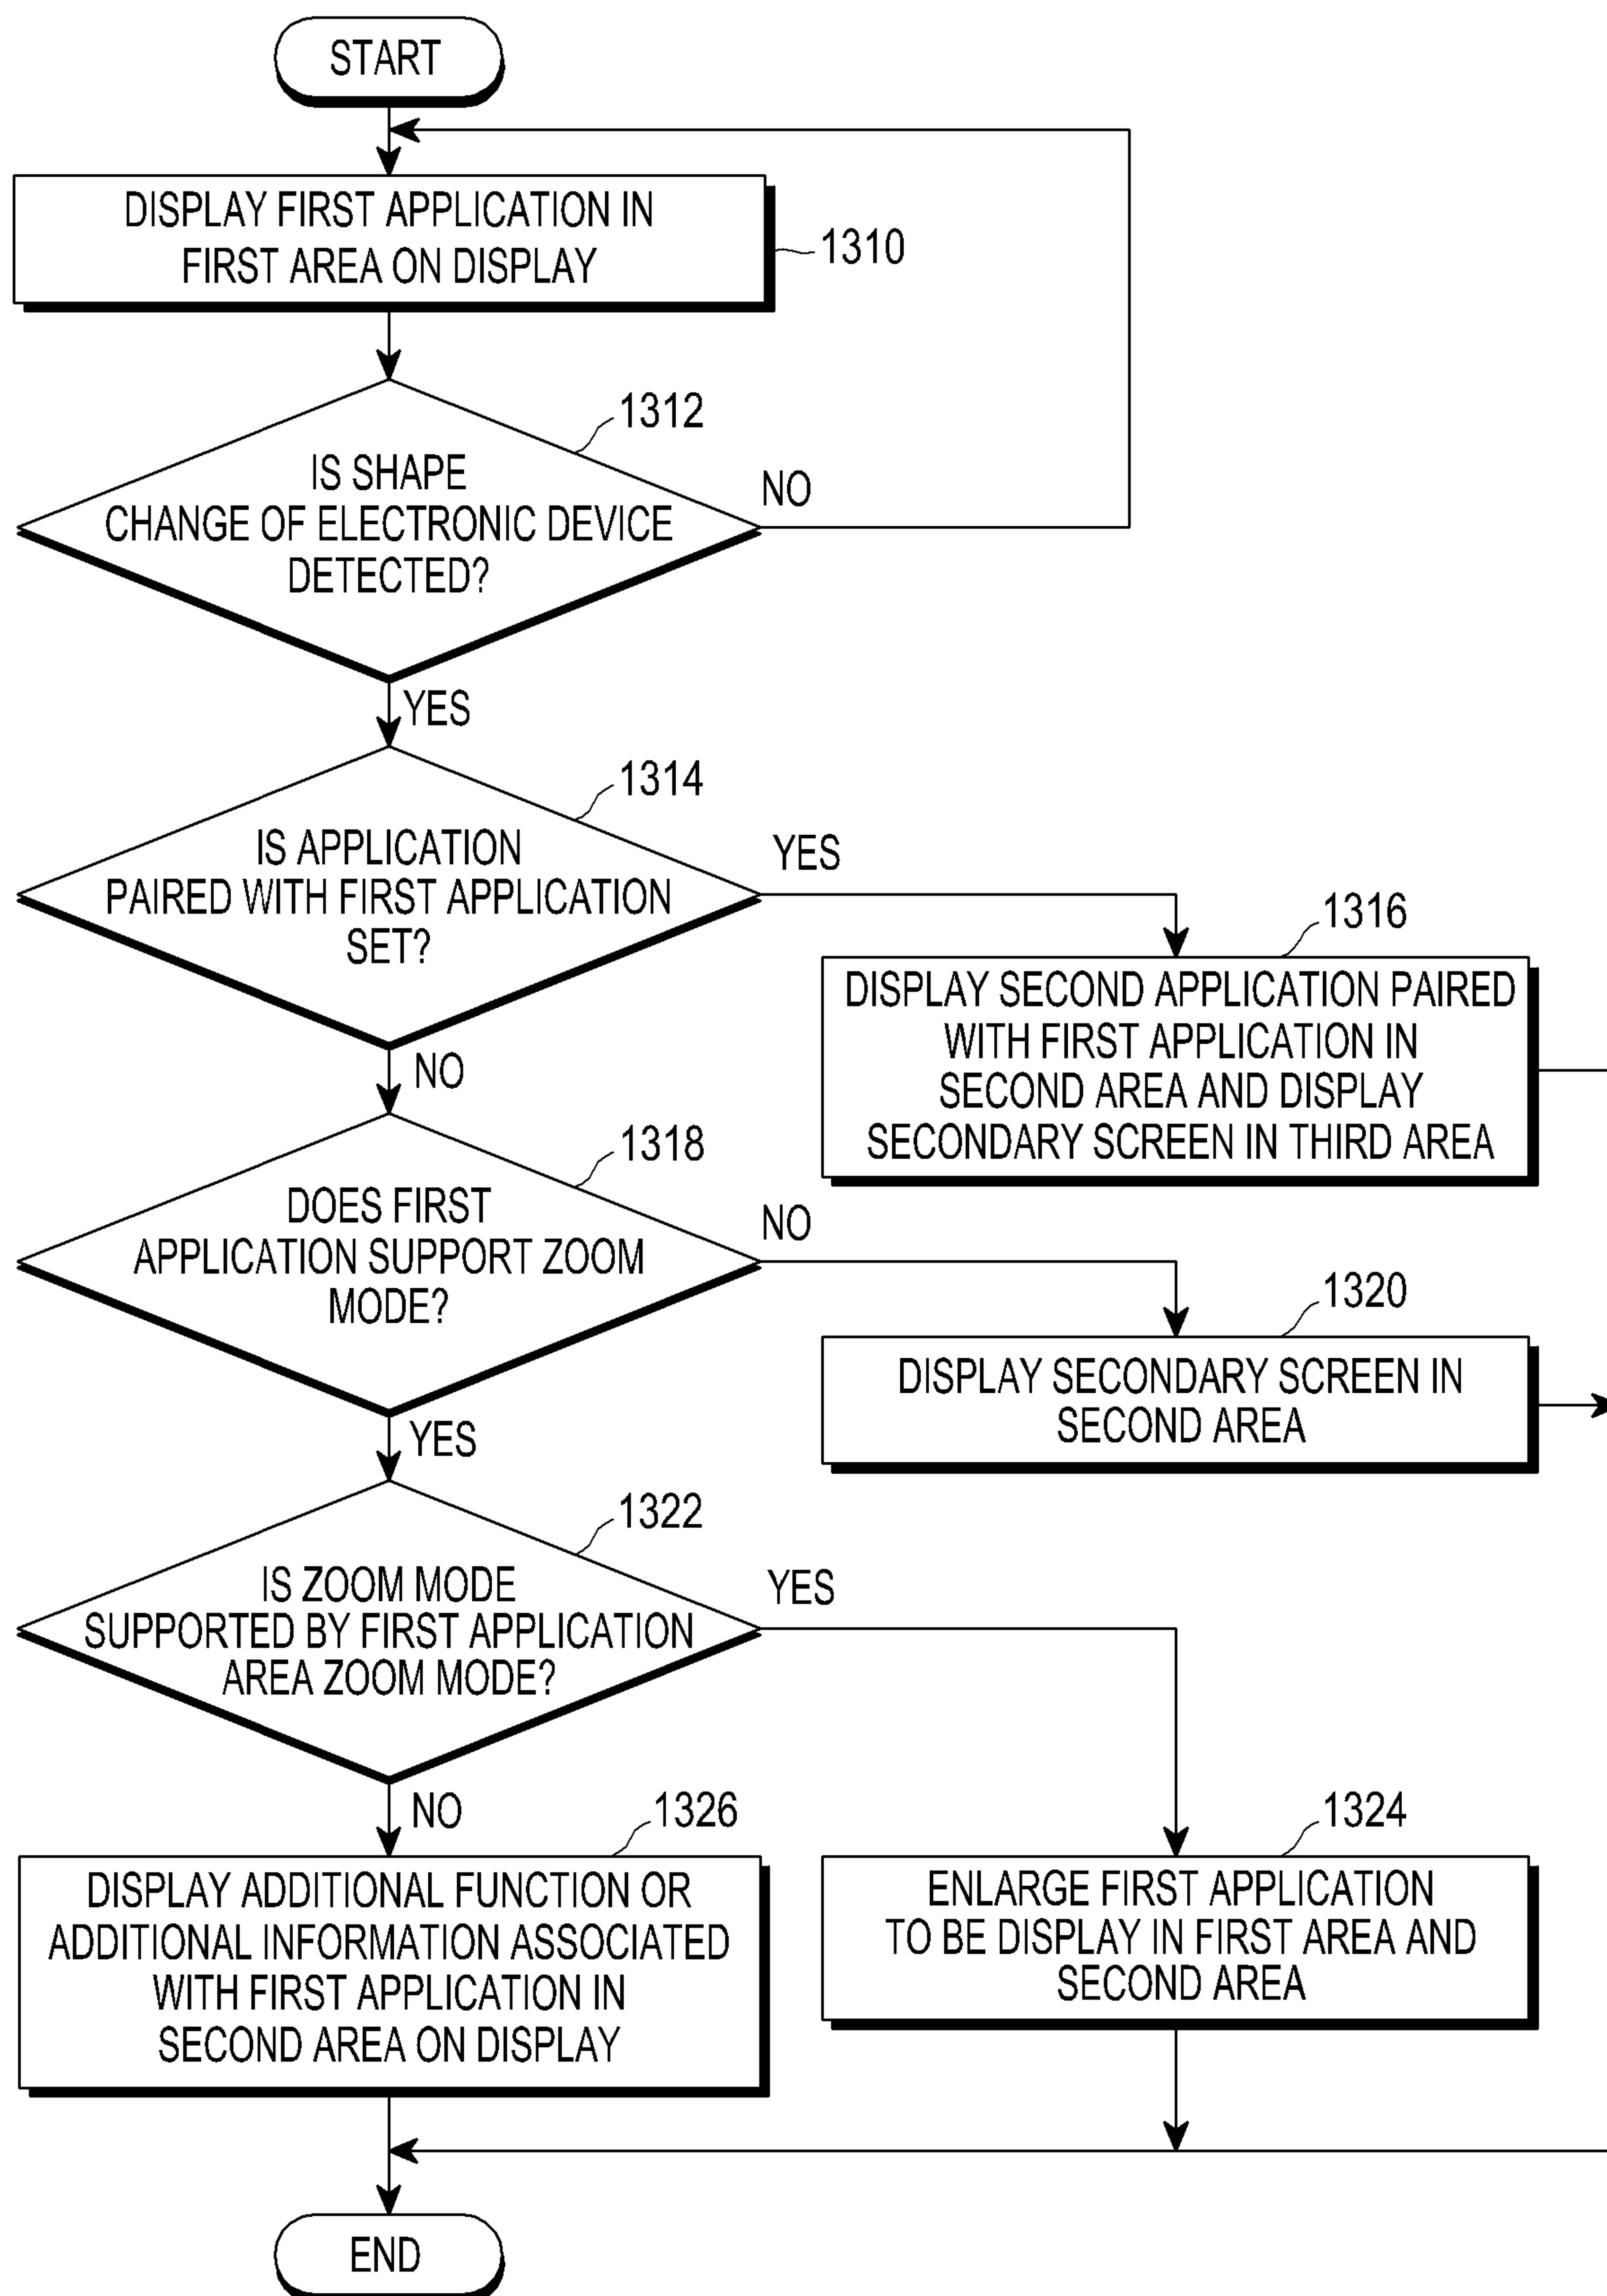 START
DISPLAY FIRST APPLICATION IN
FIRST AREA ON DISPLAY
1310
1312
IS SHAPE
CHANGE OF ELECTRONIC DEVICE
DETECTED?
NO
YES
1314
IS APPLICATION
PAIRED WITH FIRST APPLICATION
SET?
YES
1316
DISPLAY SECOND APPLICATION PAIRED
WITH FIRST APPLICATION IN
SECOND AREA AND DISPLAY
SECONDARY SCREEN IN THIRD AREA
NO
1318
DOES FIRST
APPLICATION SUPPORT ZOOM
MODE?
NO
1320
DISPLAY SECONDARY SCREEN IN
SECOND AREA
YES
1322
IS ZOOM MODE
SUPPORTED BY FIRST APPLICATION
AREA ZOOM MODE?
YES
NO
1326
DISPLAY ADDITIONAL FUNCTION OR
ADDITIONAL INFORMATION ASSOCIATED
WITH FIRST APPLICATION IN
SECOND AREA ON DISPLAY
1324
ENLARGE FIRST APPLICATION
TO BE DISPLAY IN FIRST AREA AND
SECOND AREA
END